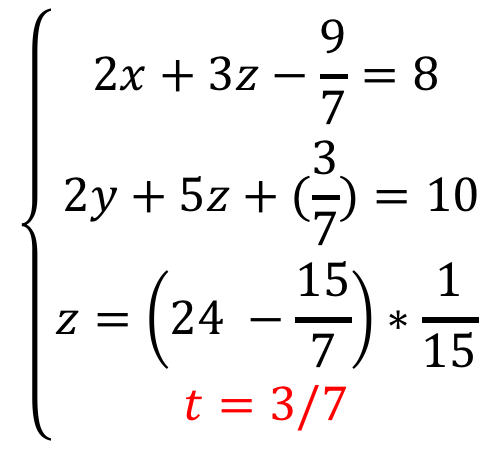 2x + 3z − 9/7 = 8
2y + 5z + (3/7) = 10
z = (24 − 15/7) * 1/15
t = 3/7